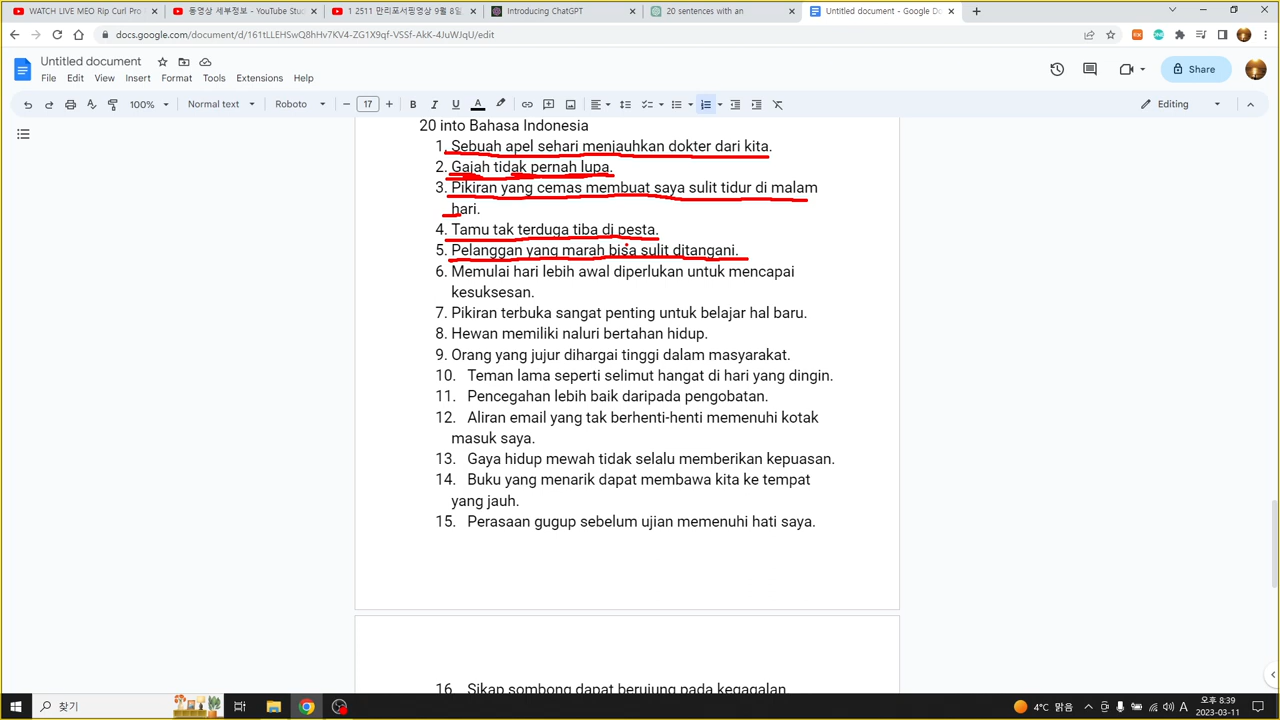 WATCH LIVE MEO Rip Curl Pro
동영상 세부정보 - YouTube Stud
1 2511 만리포서핑영상 9월 8일
Introducing ChatGPT
20 sentences with an
Untitled document - Google Do
docs.google.com/document/d/161tLLEHSwQ8hHv7KV4-ZG1X9qf-VSSf-AkK-4JuWJqU/edit
Untitled document
File Edit View Insert Format Tools Extensions Help
Share
100% Normal text Roboto 17 B I U A Editing
20 into Bahasa Indonesia
1. Sebuah apel sehari menjauhkan dokter dari kita.
2. Gajah tidak pernah lupa.
3. Pikiran yang cemas membuat saya sulit tidur di malam
hari.
4. Tamu tak terduga tiba di pesta.
5. Pelanggan yang marah bisa sulit ditangani.
6. Memulai hari lebih awal diperlukan untuk mencapai
kesuksesan.
7. Pikiran terbuka sangat penting untuk belajar hal baru.
8. Hewan memiliki naluri bertahan hidup.
9. Orang yang jujur dihargai tinggi dalam masyarakat.
10. Teman lama seperti selimut hangat di hari yang dingin.
11. Pencegahan lebih baik daripada pengobatan.
12. Aliran email yang tak berhenti-henti memenuhi kotak
masuk saya.
13. Gaya hidup mewah tidak selalu memberikan kepuasan.
14. Buku yang menarik dapat membawa kita ke tempat
yang jauh.
15. Perasaan gugup sebelum ujian memenuhi hati saya.
16. Sikap sombong dapat berujung pada kegagalan
찾기
4°C 맑음
A
오후 8:39
2023-03-11